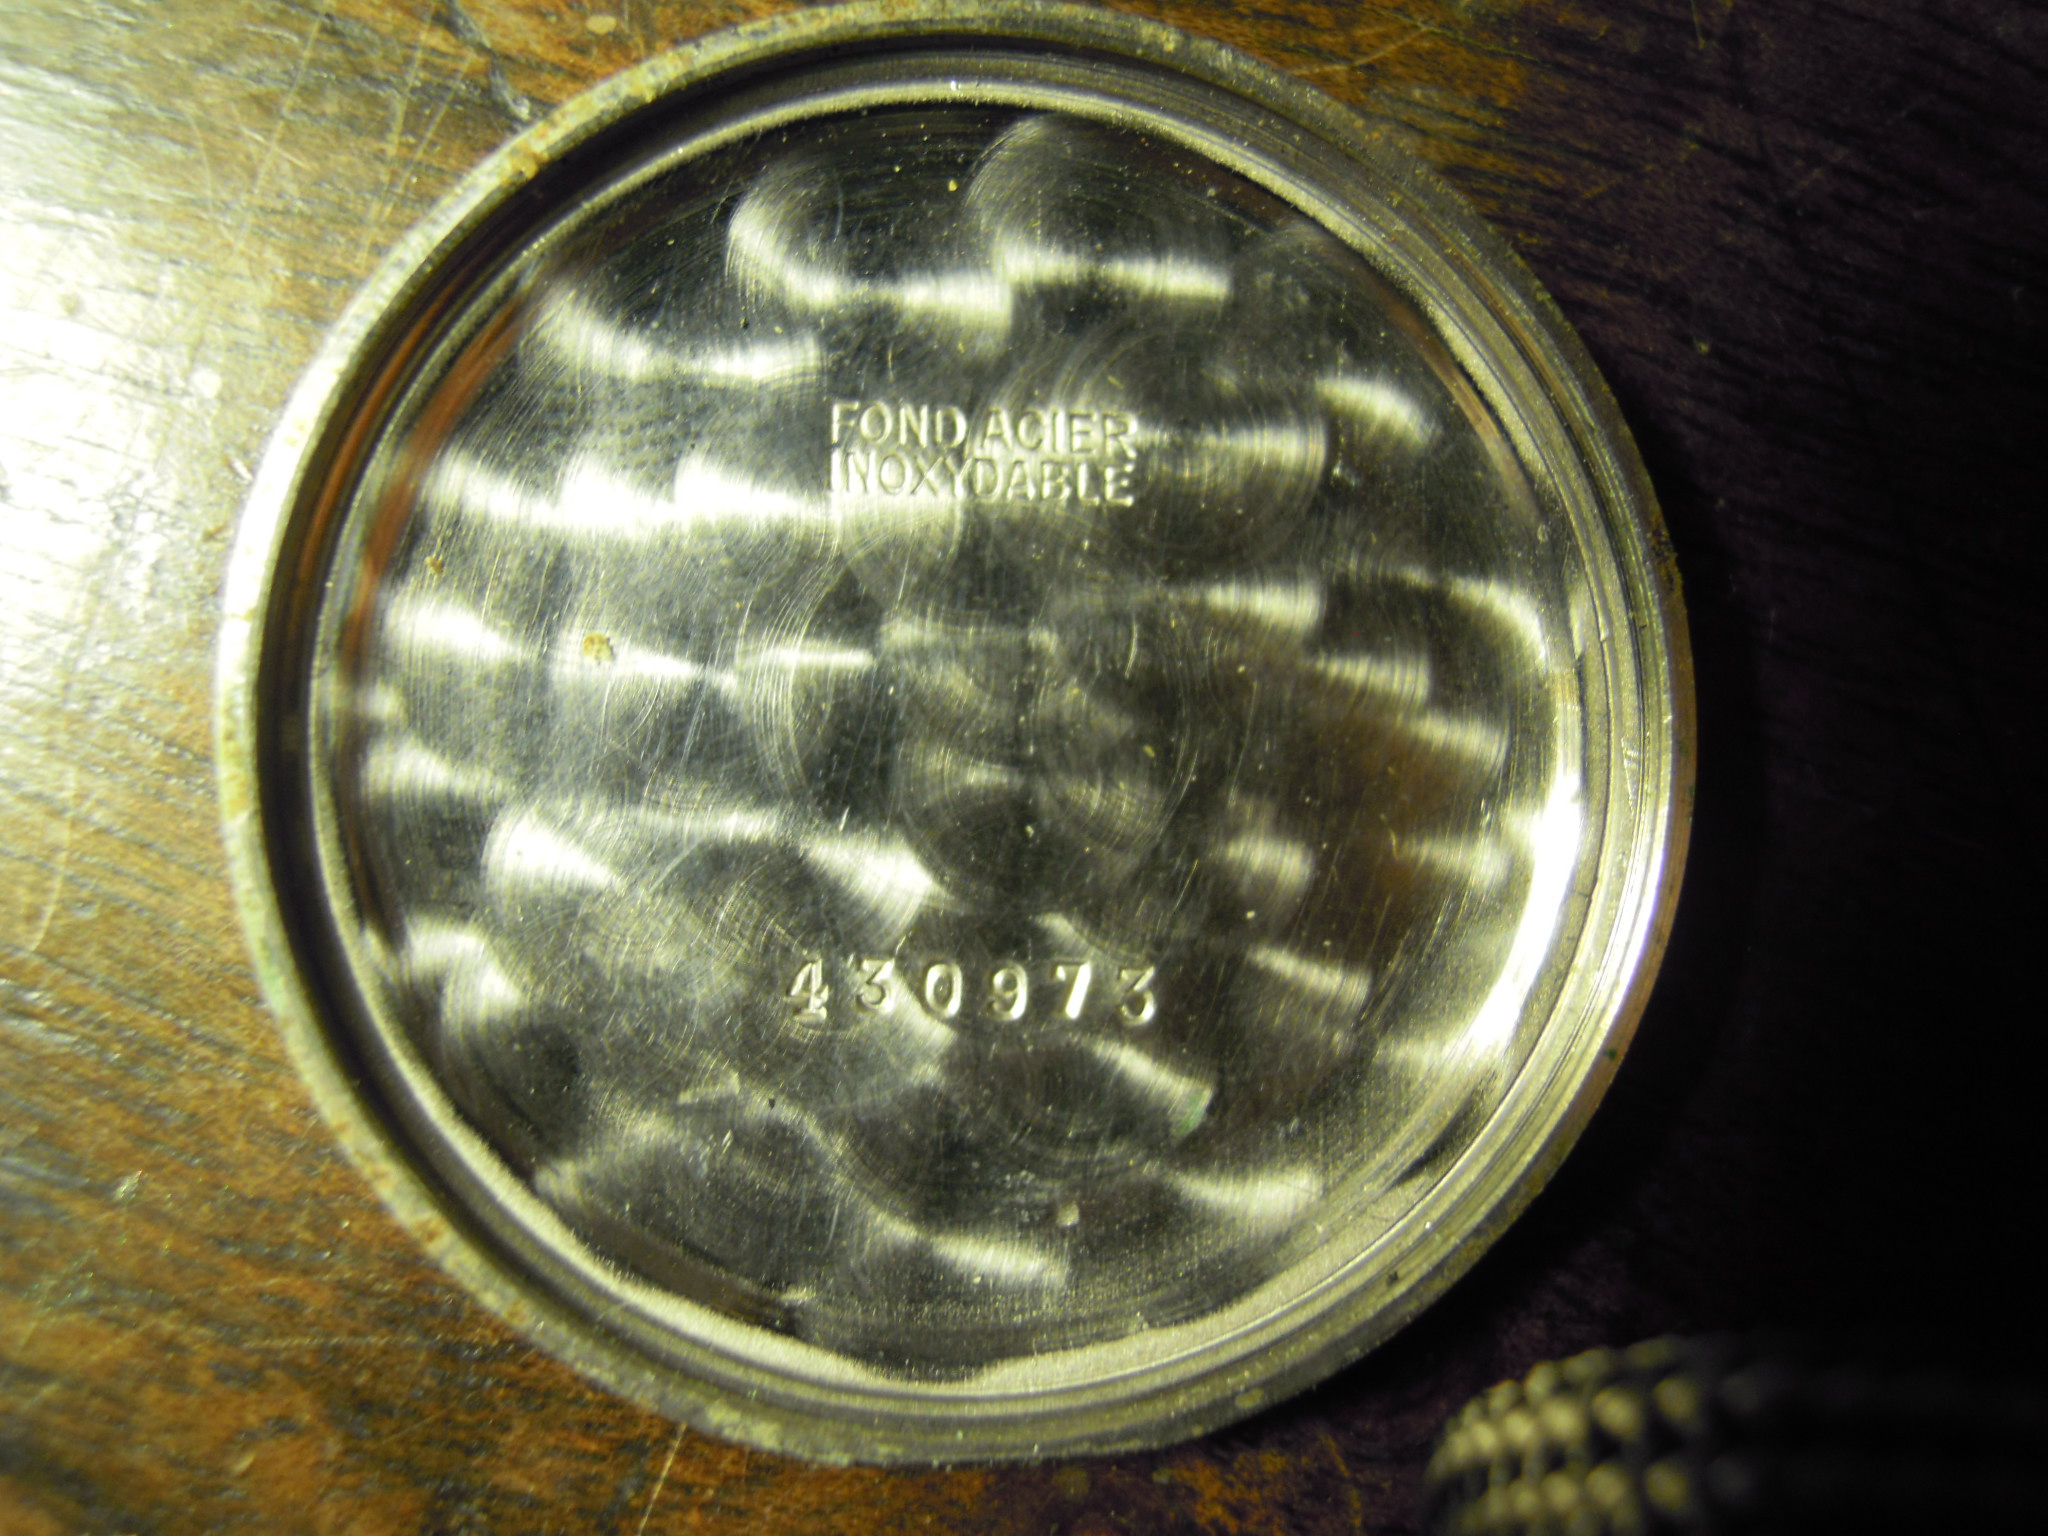 FOND ACIER
INOXYDABLE
430973